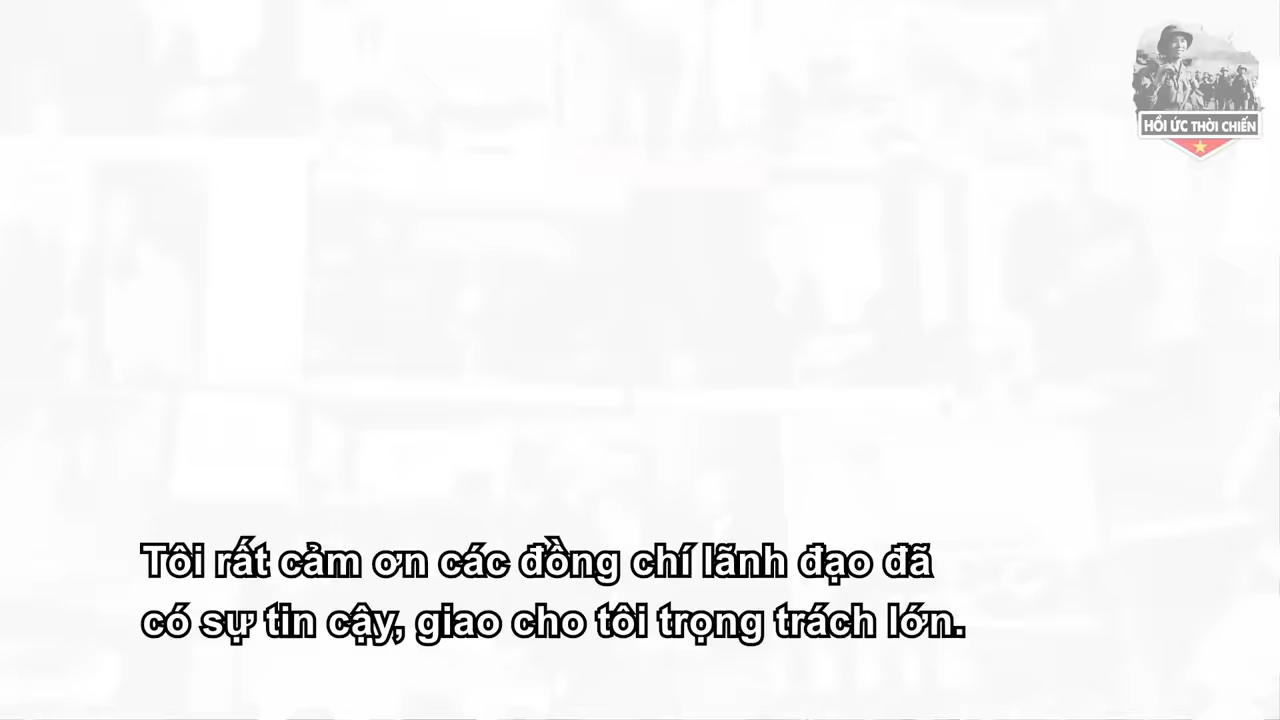 HỒI ỨC THỜI CHIẾN
Tôi rất cảm ơn các đồng chí lãnh đạo đã
có sự tin cậy, giao cho tôi trọng trách lớn.